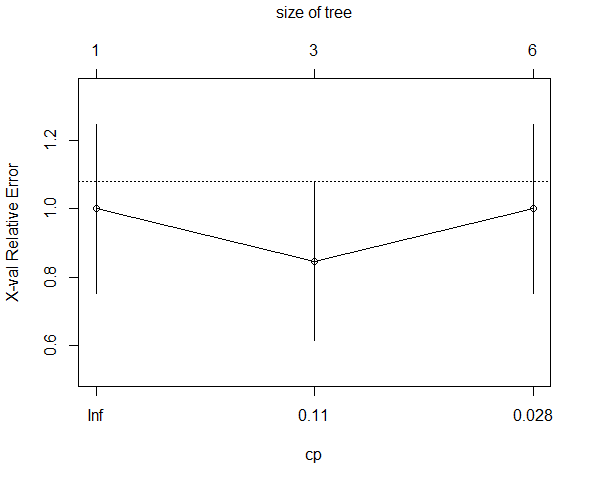 size of tree
1 3 6
X-val Relative Error
1.2
1.0
0.8
0.6
Inf 0.11 0.028
cp